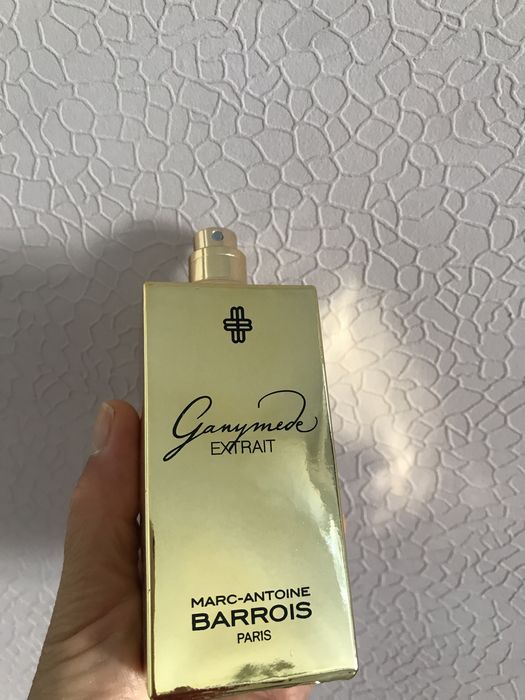 Ganymede
EXTRAIT
MARC-ANTOINE
BARROIS
PARIS